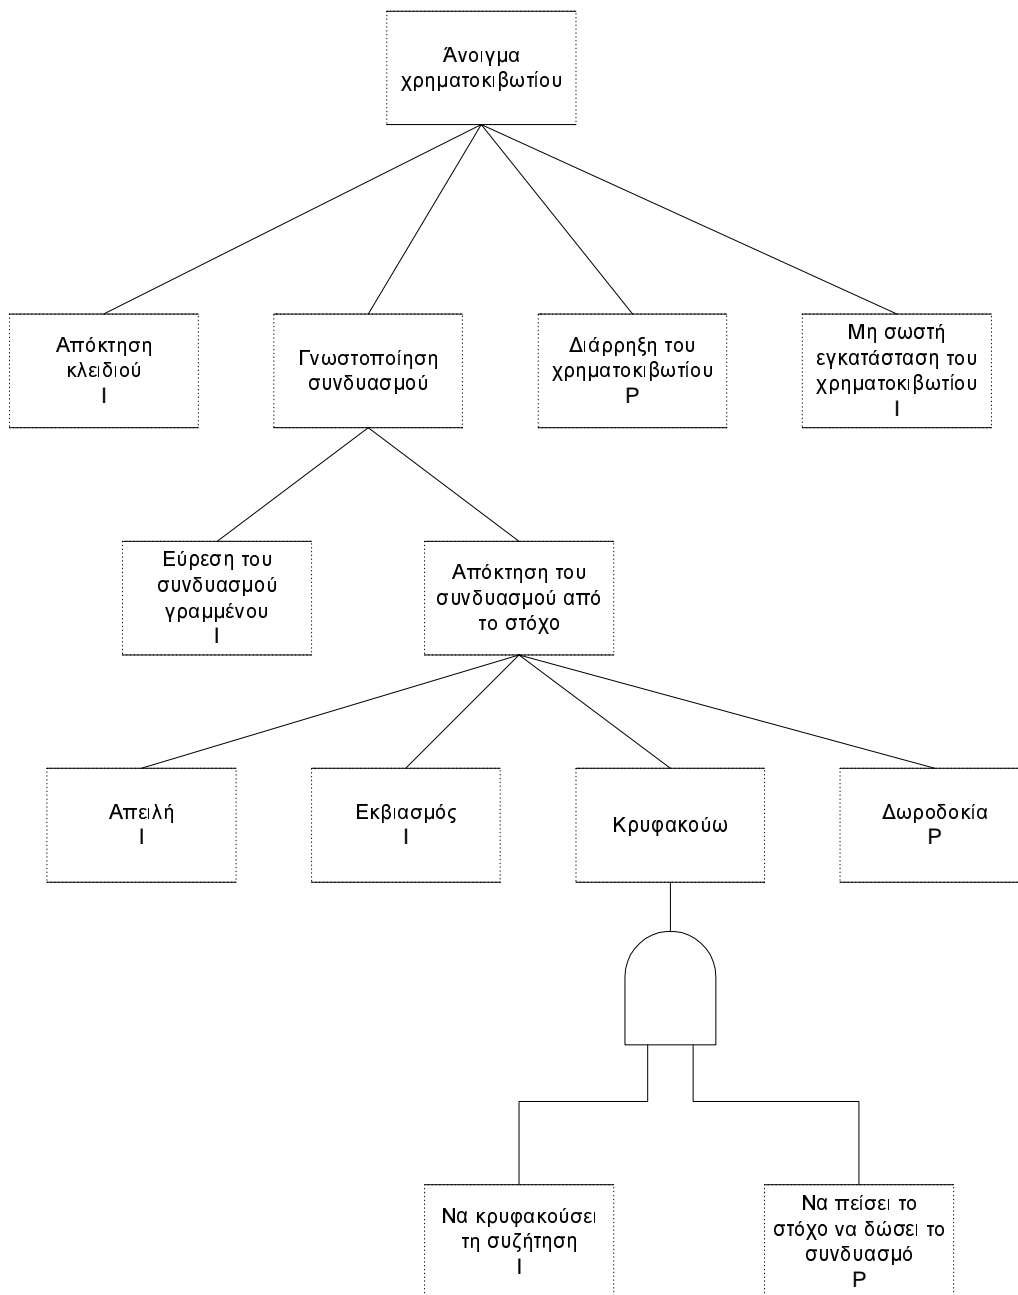 Άνοιγμα
χρηματοκιβωτίου
Απόκτηση
κλειδιού
I
Γνωστοποίηση
συνδυασμού
Διάρρηξη του
χρηματοκιβωτίου
P
Μη σωστή
εγκατάσταση του
χρηματοκιβωτίου
I
Εύρεση του
συνδυασμού
γραμμένου
I
Απόκτηση του
συνδυασμού από
το στόχο
Απειλή
I
Εκβιασμός
I
Κρυφακούω
Δωροδοκία
P
Να κρυφακούσει
τη συζήτηση
I
Να πείσει το
στόχο να δώσει το
συνδυασμό
P